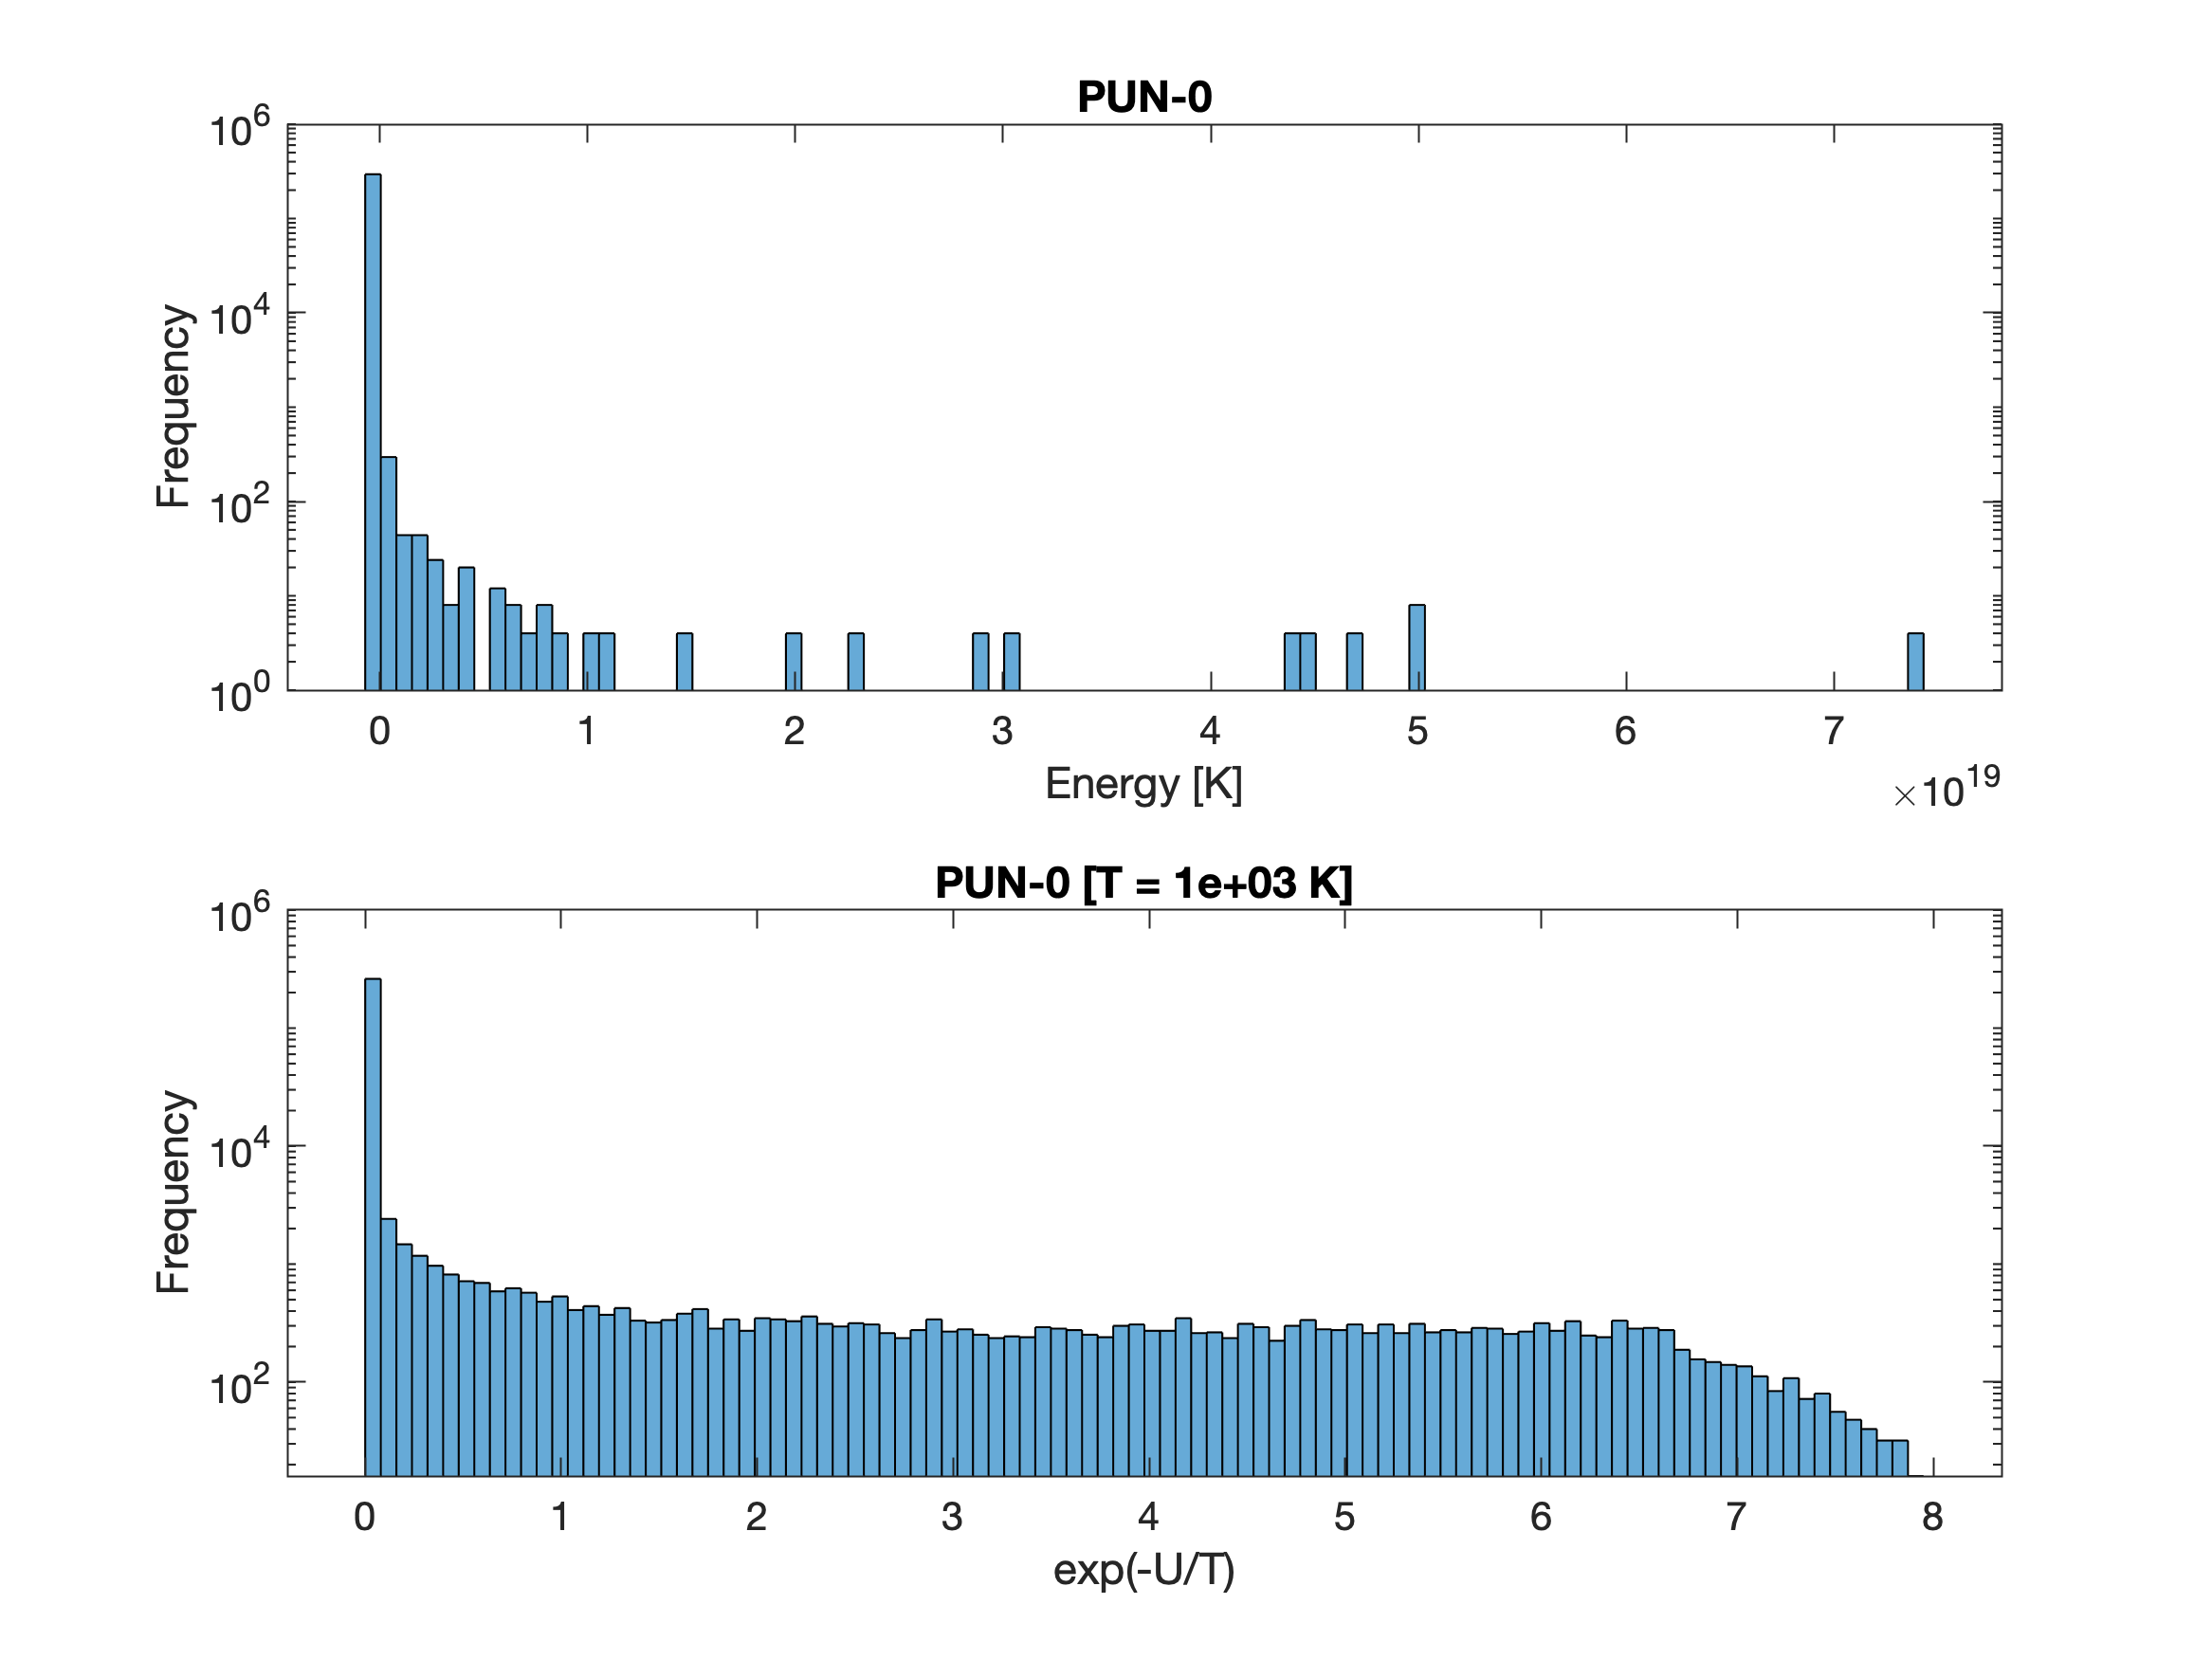 PUN-0
10^6
10^4
10^2
10^0
Frequency
0 1 2 3 4 5 6 7
×10^19
Energy [K]
PUN-0 [T = 1e+03 K]
10^6
10^4
10^2
Frequency
0 1 2 3 4 5 6 7 8
exp(-U/T)